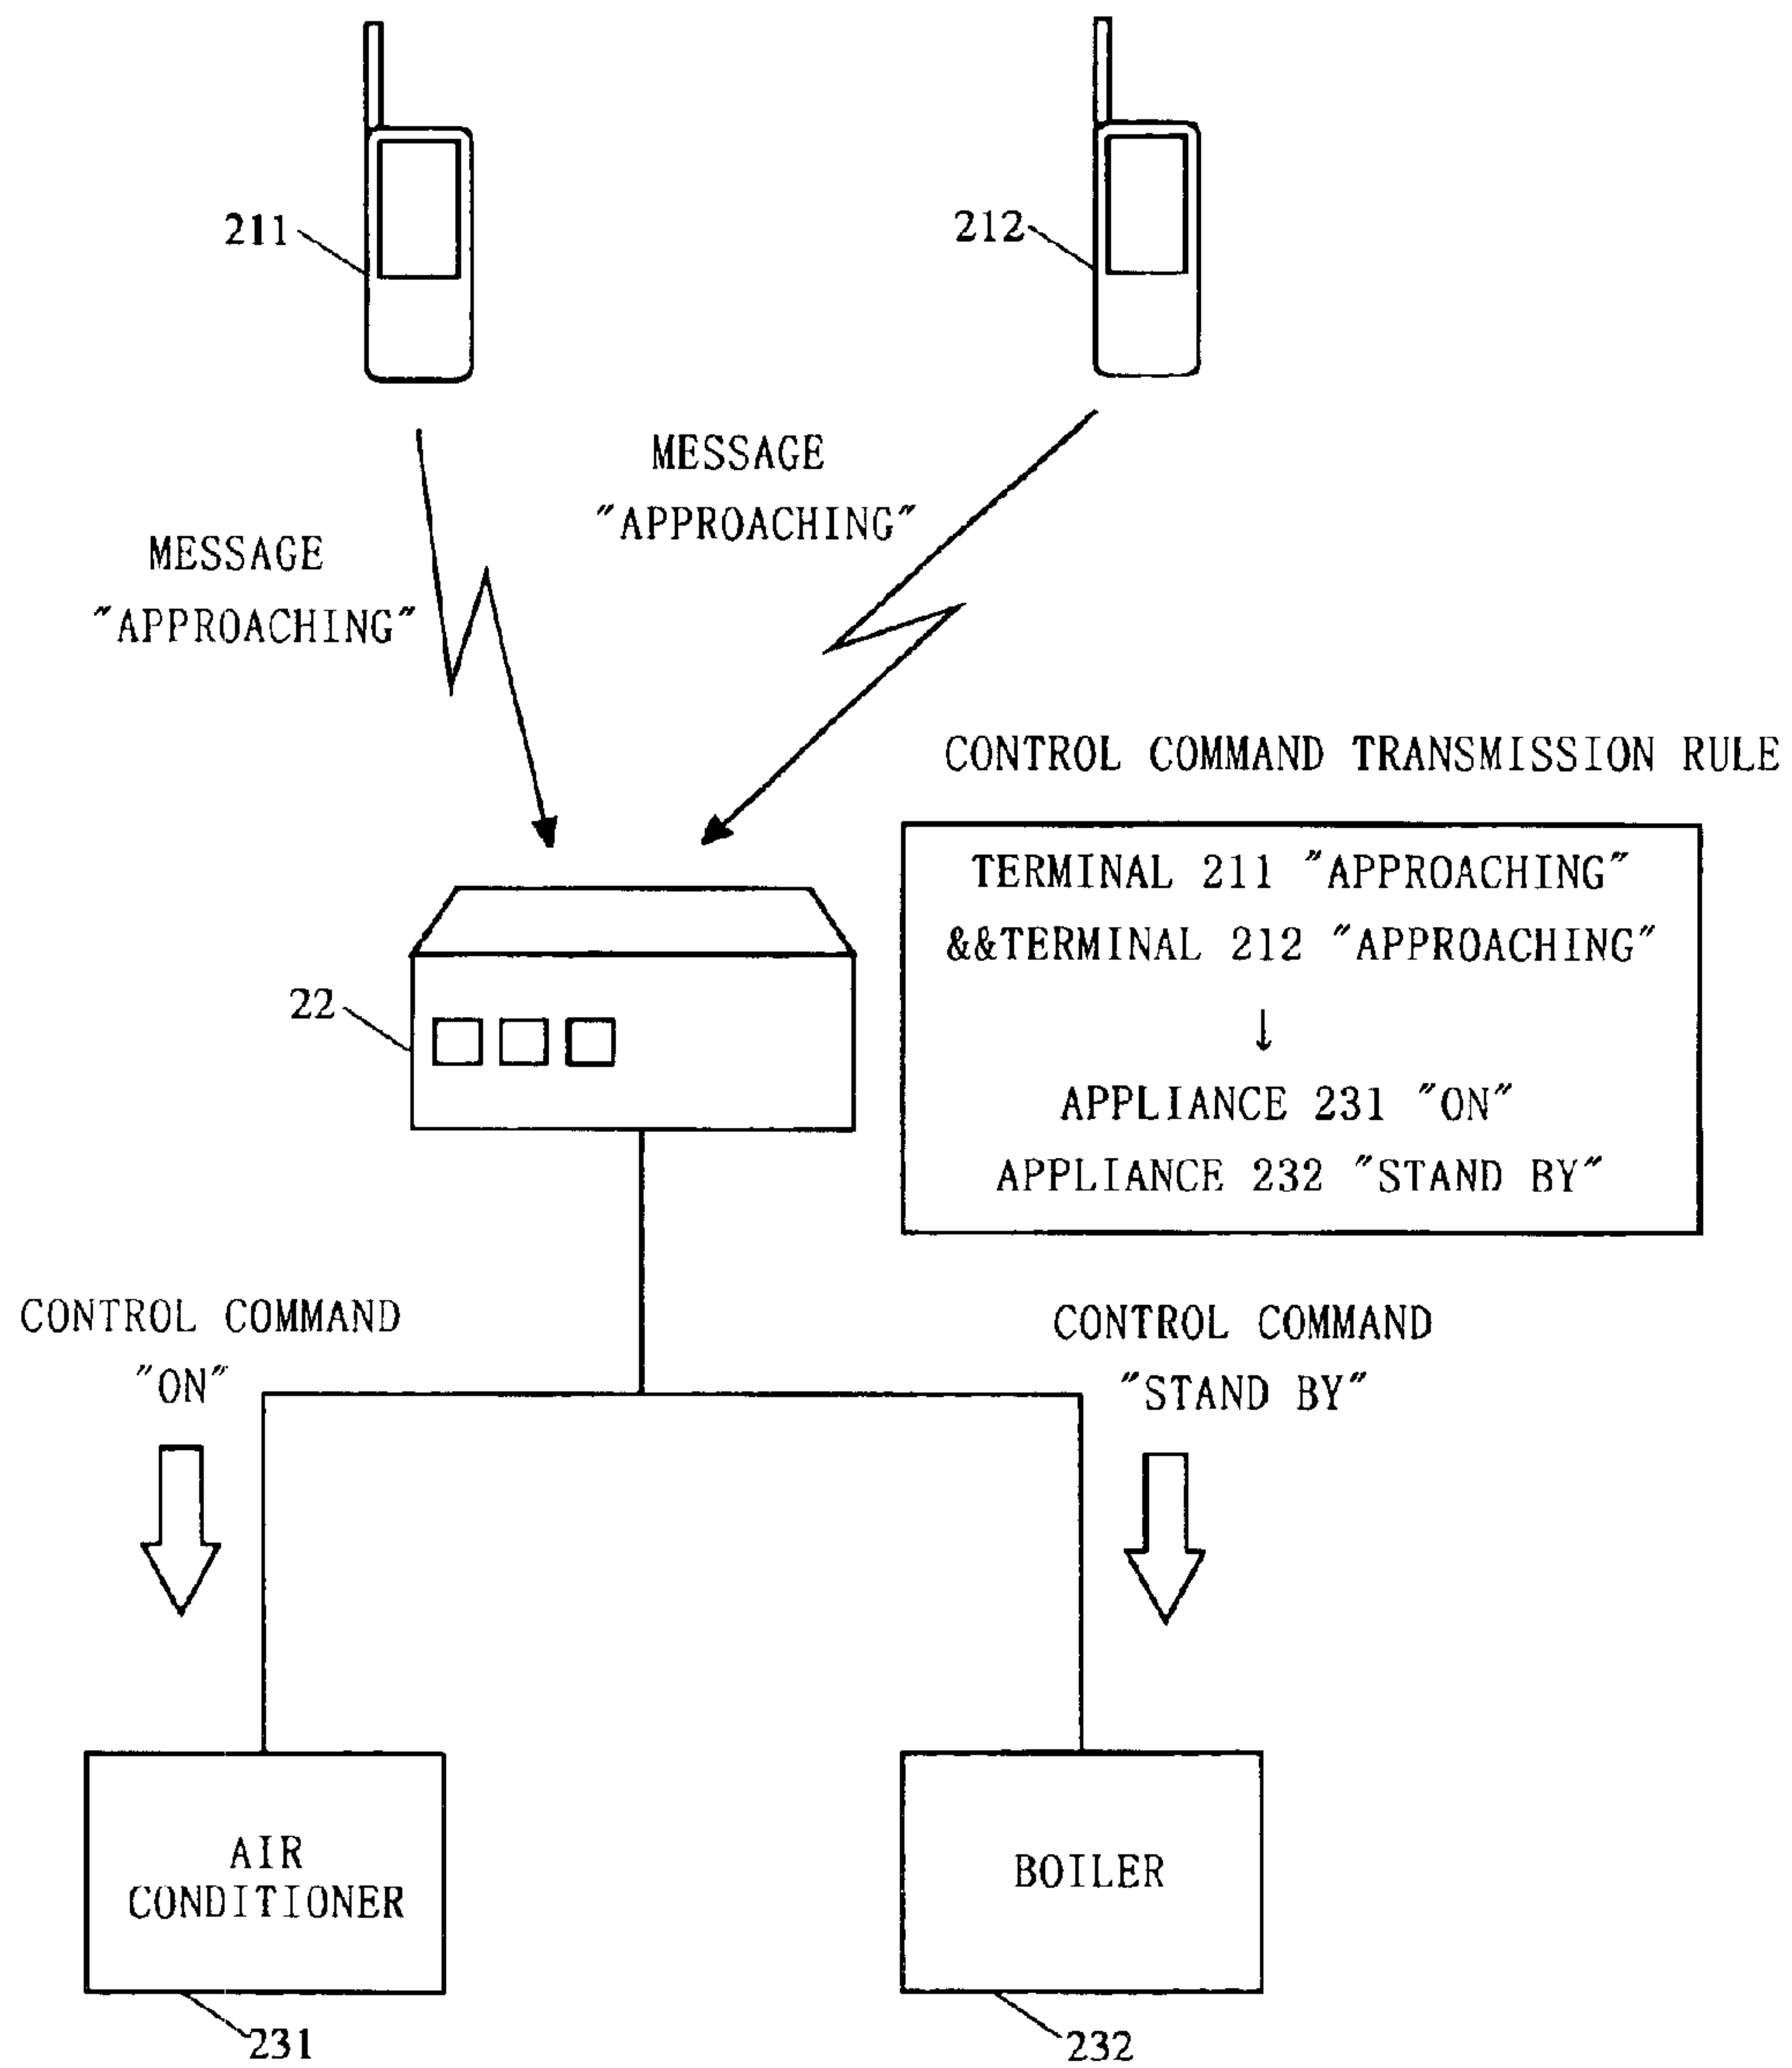 211
212
MESSAGE
"APPROACHING"
MESSAGE
"APPROACHING"
CONTROL COMMAND TRANSMISSION RULE
TERMINAL 211 "APPROACHING"
&&TERMINAL 212 "APPROACHING"
↓
APPLIANCE 231 "ON"
APPLIANCE 232 "STAND BY"
22
CONTROL COMMAND
"ON"
CONTROL COMMAND
"STAND BY"
AIR
CONDITIONER
BOILER
231
232